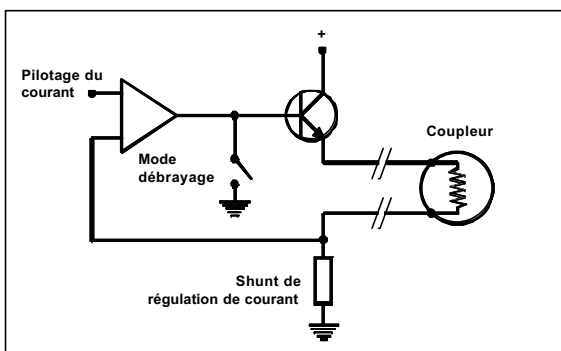 +
Pilotage du
courant
Coupleur
Mode
débrayage
Shunt de
régulation de courant